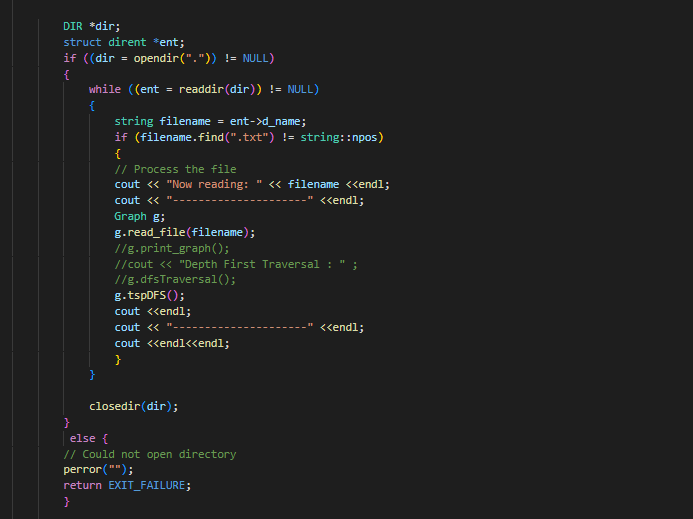 DIR *dir;
struct dirent *ent;
if ((dir = opendir(".")) != NULL)
{
while ((ent = readdir(dir)) != NULL)
{
string filename = ent->d_name;
if (filename.find(".txt") != string::npos)
{
// Process the file
cout << "Now reading: " << filename <<endl;
cout << "---------------------" <<endl;
Graph g;
g.read_file(filename);
//g.print_graph();
//cout << "Depth First Traversal : " ;
//g.dfsTraversal();
g.tspDFS();
cout <<endl;
cout << "---------------------" <<endl;
cout <<endl<<endl;
}
}
closedir(dir);
}
else {
// Could not open directory
perror("");
return EXIT_FAILURE;
}